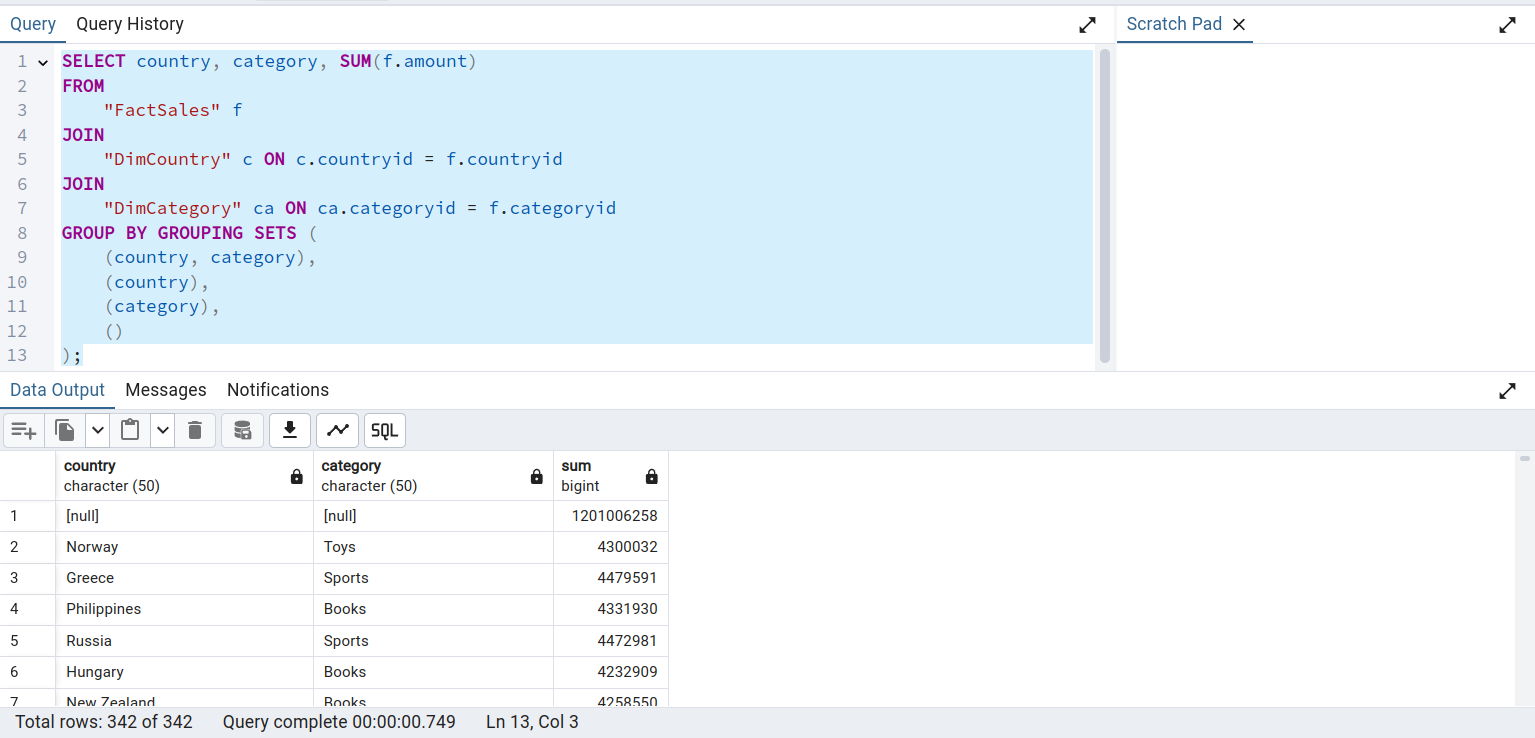 Query Query History Scratch Pad
1 SELECT country, category, SUM(f.amount)
2 FROM
3 "FactSales" f
4 JOIN
5 "DimCountry" c ON c.countryid = f.countryid
6 JOIN
7 "DimCategory" ca ON ca.categoryid = f.categoryid
8 GROUP BY GROUPING SETS (
9 (country, category),
10 (country),
11 (category),
12 ()
13 );
Data Output Messages Notifications
SQL
country category sum
character (50) character (50) bigint
1 [null] [null] 1201006258
2 Norway Toys 4300032
3 Greece Sports 4479591
4 Philippines Books 4331930
5 Russia Sports 4472981
6 Hungary Books 4232909
7 New Zealand Books 4258550
Total rows: 342 of 342 Query complete 00:00:00.749 Ln 13, Col 3